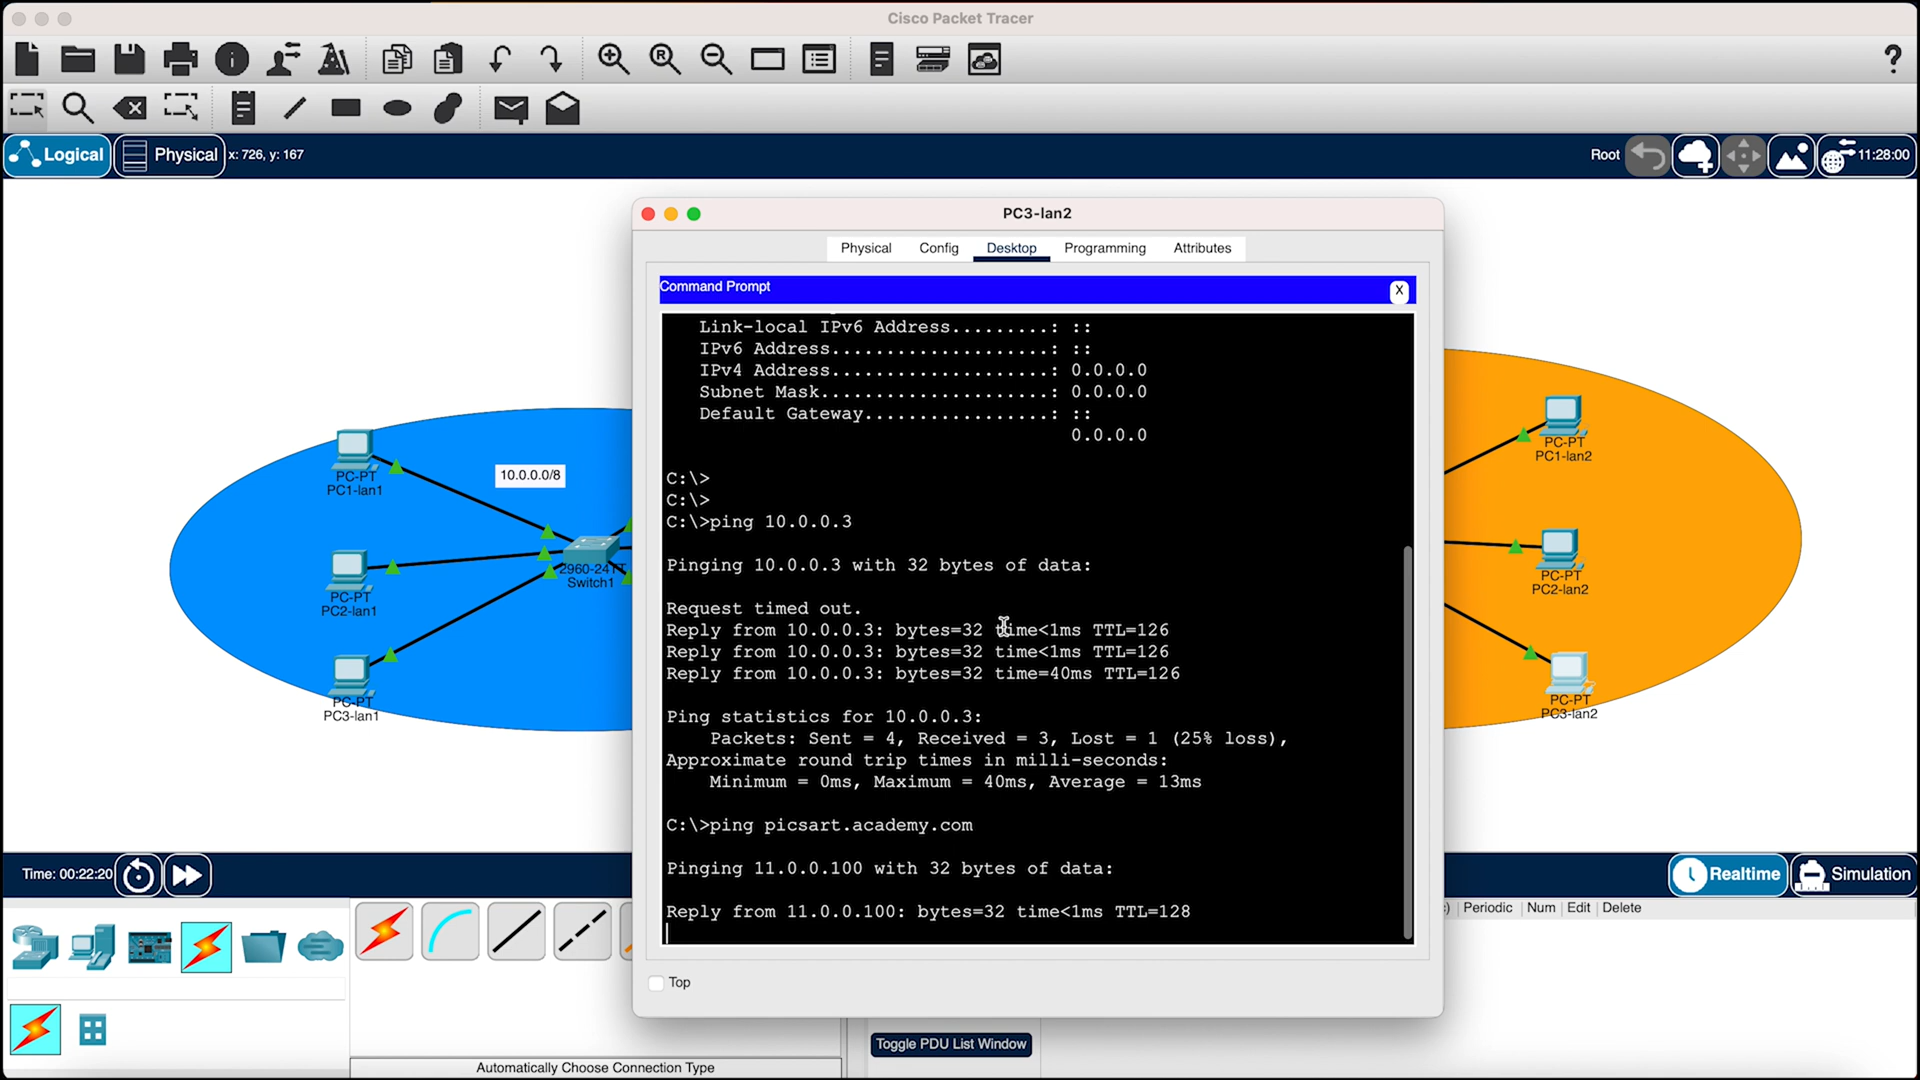 Cisco Packet Tracer
Logical
Physical
x: 726, y: 167
Root
11:28:00
PC3-lan2
Physical
Config
Desktop
Programming
Attributes
Command Prompt
X
Link-local IPv6 Address.........: ::
IPv6 Address....................: ::
IPv4 Address....................: 0.0.0.0
Subnet Mask.....................: 0.0.0.0
Default Gateway.................: ::
0.0.0.0
C:\>
C:\>
C:\>ping 10.0.0.3
Pinging 10.0.0.3 with 32 bytes of data:
Request timed out.
Reply from 10.0.0.3: bytes=32 time<1ms TTL=126
Reply from 10.0.0.3: bytes=32 time<1ms TTL=126
Reply from 10.0.0.3: bytes=32 time=40ms TTL=126
Ping statistics for 10.0.0.3:
Packets: Sent = 4, Received = 3, Lost = 1 (25% loss),
Approximate round trip times in milli-seconds:
Minimum = 0ms, Maximum = 40ms, Average = 13ms
C:\>ping picsart.academy.com
Pinging 11.0.0.100 with 32 bytes of data:
Reply from 11.0.0.100: bytes=32 time<1ms TTL=128
Top
PC-PT
PC1-lan1
10.0.0.0/8
PC-PT
PC2-lan1
2960-24TT
Switch1
PC-PT
PC3-lan1
PC-PT
PC1-lan2
PC-PT
PC2-lan2
PC-PT
PC3-lan2
Time: 00:22:20
Realtime
Simulation
Periodic
Num
Edit
Delete
Toggle PDU List Window
Automatically Choose Connection Type